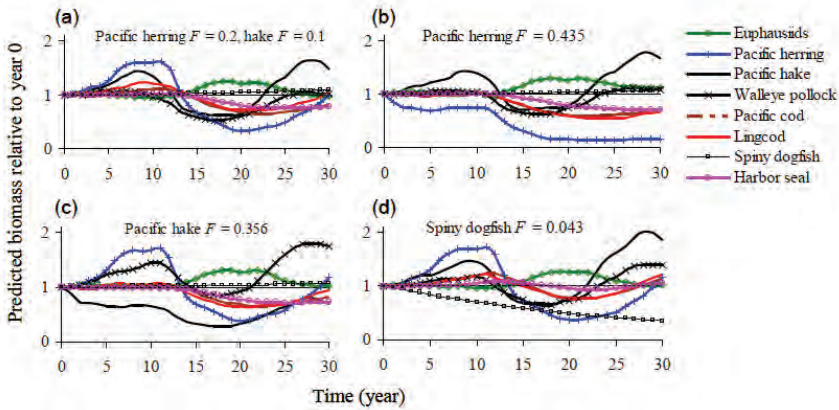 (a)
Pacific herring F = 0.2, hake F = 0.1
(b)
Pacific herring F = 0.435
Euphausiids
Pacific herring
Pacific hake
Walleye pollock
Pacific cod
Lingcod
Spiny dogfish
Harbor seal
2
1
0
0 5 10 15 20 25 30
2
1
0
0 5 10 15 20 25 30
Predicted biomass relative to year 0
(c)
Pacific hake F = 0.356
(d)
Spiny dogfish F = 0.043
2
1
0
0 5 10 15 20 25 30
2
1
0
0 5 10 15 20 25 30
Time (year)